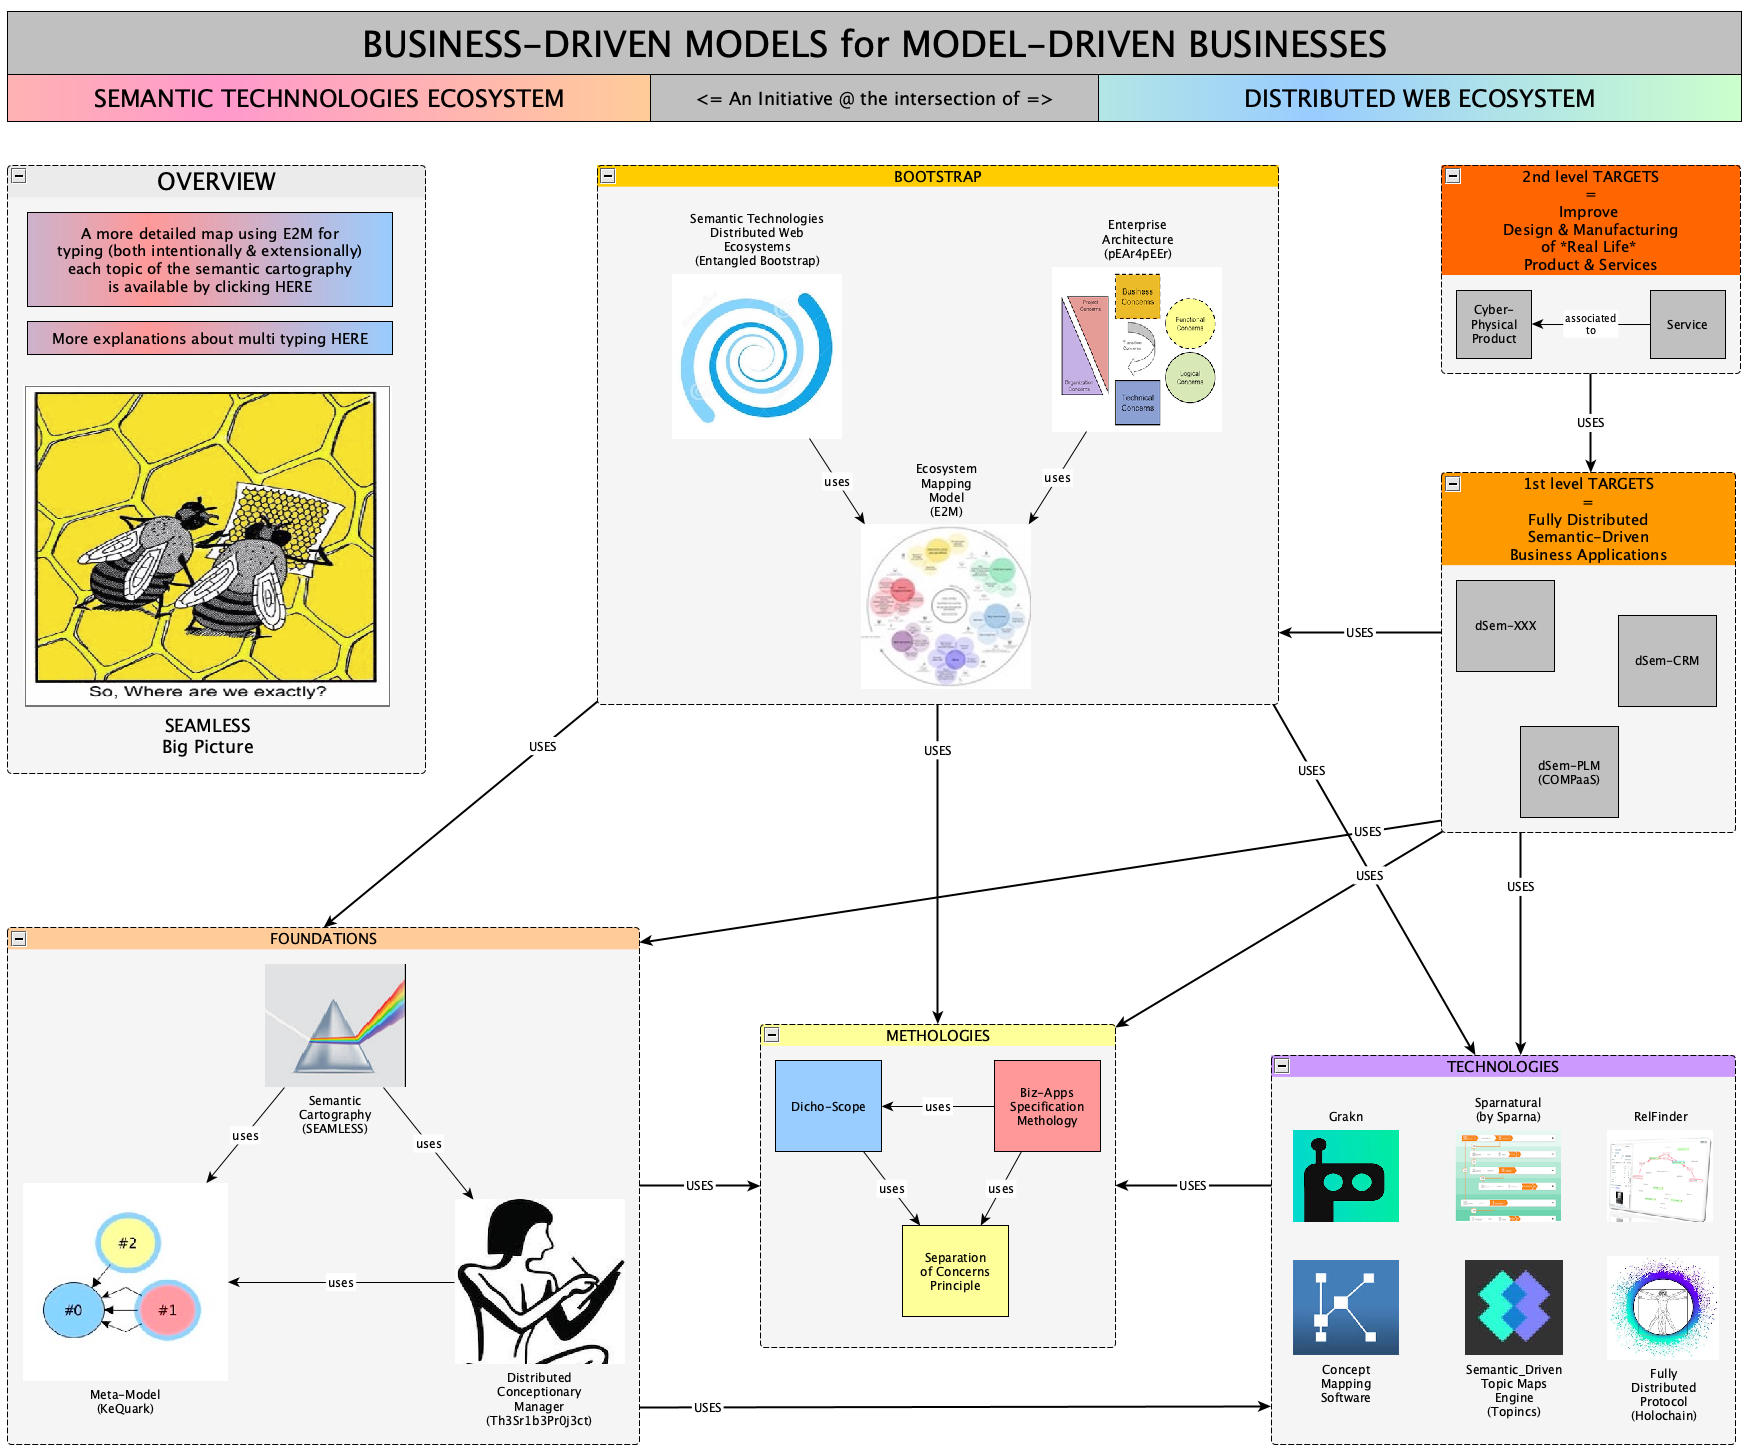 BUSINESS-DRIVEN MODELS for MODEL-DRIVEN BUSINESSES
SEMANTIC TECHNNOLOGIES ECOSYSTEM
<= An Initiative @ the intersection of =>
DISTRIBUTED WEB ECOSYSTEM
OVERVIEW
A more detailed map using E2M for
typing (both intentionally & extensionally)
each topic of the semantic cartography
is available by clicking HERE
More explanations about multi typing HERE
So, Where are we exactly?
SEAMLESS
Big Picture
BOOTSTRAP
Semantic Technologies
Distributed Web
Ecosystems
(Entangled Bootstrap)
Enterprise
Architecture
(pEAr4pEEr)
Project
Concerns
Organization
Concerns
Business
Concerns
Transition
Concerns
Technical
Concerns
Functional
Concerns
Logical
Concerns
uses
uses
Ecosystem
Mapping
Model
(E2M)
2nd level TARGETS
=
Improve
Design & Manufacturing
of *Real Life*
Product & Services
Cyber-
Physical
Product
associated
to
Service
USES
1st level TARGETS
=
Fully Distributed
Semantic-Driven
Business Applications
dSem-XXX
dSem-CRM
dSem-PLM
(COMPaaS)
USES
USES
USES
USES
USES
USES
USES
FOUNDATIONS
Semantic
Cartography
(SEAMLESS)
uses
uses
#2
#0
#1
uses
Meta-Model
(KeQuark)
Distributed
Conceptionary
Manager
(Th3Sr1b3Pr0j3ct)
USES
USES
METHOLOGIES
Dicho-Scope
uses
Biz-Apps
Specification
Methology
uses
uses
Separation
of Concerns
Principle
USES
TECHNOLOGIES
Grakn
Sparnatural
(by Sparna)
RelFinder
Concept
Mapping
Software
Semantic_Driven
Topic Maps
Engine
(Topincs)
Fully
Distributed
Protocol
(Holochain)